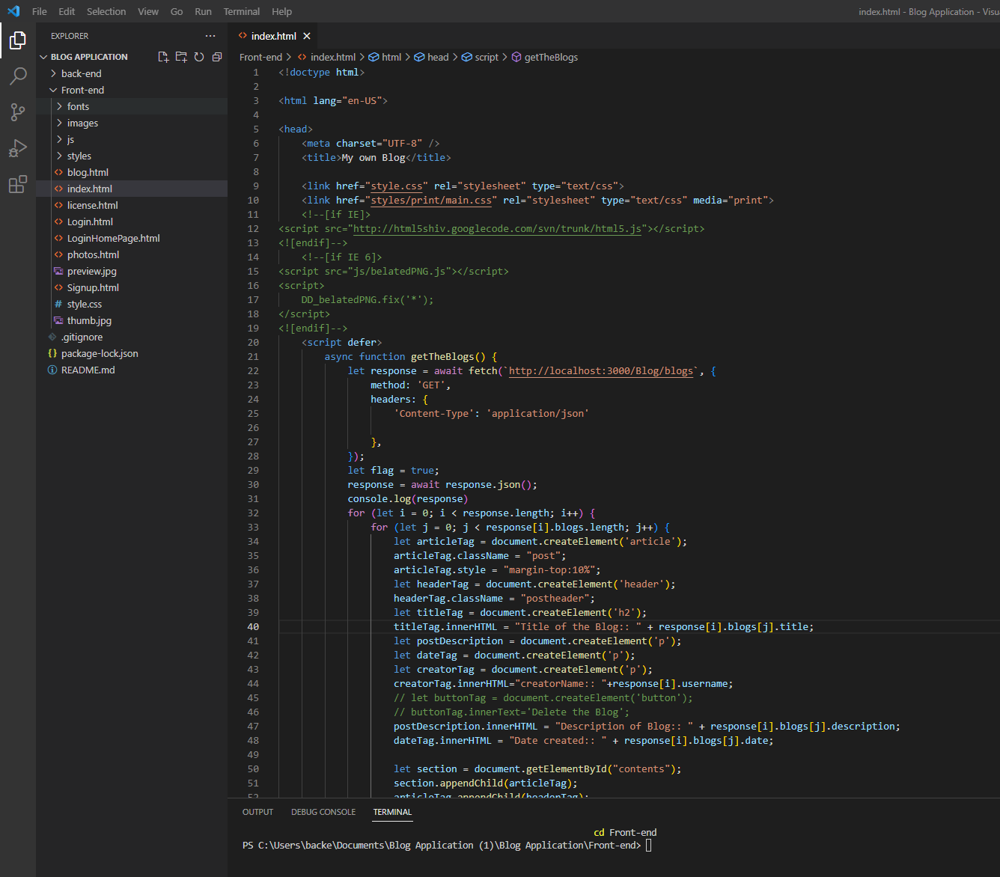 File Edit Selection View Go Run Terminal Help
index.html - Blog Application - Visu
EXPLORER
BLOG APPLICATION
back-end
Front-end
fonts
images
js
styles
blog.html
index.html
license.html
Login.html
LoginHomePage.html
photos.html
preview.jpg
Signup.html
# style.css
thumb.jpg
.gitignore
{} package-lock.json
README.md
<> index.html ×
Front-end > <> index.html > html > head > script > getTheBlogs
1 <!doctype html>
2
3 <html lang="en-US">
4
5 <head>
6 <meta charset="UTF-8" />
7 <title>My own Blog</title>
8
9 <link href="style.css" rel="stylesheet" type="text/css">
10 <link href="styles/print/main.css" rel="stylesheet" type="text/css" media="print">
11 <!--[if IE]>
12 <script src="http://html5shiv.googlecode.com/svn/trunk/html5.js"></script>
13 <![endif]-->
14 <!--[if IE 6]>
15 <script src="js/belatedPNG.js"></script>
16 <script>
17 DD_belatedPNG.fix('*');
18 </script>
19 <![endif]-->
20 <script defer>
21 async function getTheBlogs() {
22 let response = await fetch(`http://localhost:3000/Blog/blogs`, {
23 method: 'GET',
24 headers: {
25 'Content-Type': 'application/json'
26
27 },
28 });
29 let flag = true;
30 response = await response.json();
31 console.log(response)
32 for (let i = 0; i < response.length; i++) {
33 for (let j = 0; j < response[i].blogs.length; j++) {
34 let articleTag = document.createElement('article');
35 articleTag.className = "post";
36 articleTag.style = "margin-top:10%";
37 let headerTag = document.createElement('header');
38 headerTag.className = "postheader";
39 let titleTag = document.createElement('h2');
40 titleTag.innerHTML = "Title of the Blog:: " + response[i].blogs[j].title;
41 let postDescription = document.createElement('p');
42 let dateTag = document.createElement('p');
43 let creatorTag = document.createElement('p');
44 creatorTag.innerHTML="creatorName:: "+response[i].username;
45 // let buttonTag = document.createElement('button');
46 // buttonTag.innerText='Delete the Blog';
47 postDescription.innerHTML = "Description of Blog:: " + response[i].blogs[j].description;
48 dateTag.innerHTML = "Date created:: " + response[i].blogs[j].date;
49
50 let section = document.getElementById("contents");
51 section.appendChild(articleTag);
52 articleTag.appendChild(headerTag);
OUTPUT DEBUG CONSOLE TERMINAL
cd Front-end
PS C:\Users\backe\Documents\Blog Application (1)\Blog Application\Front-end>